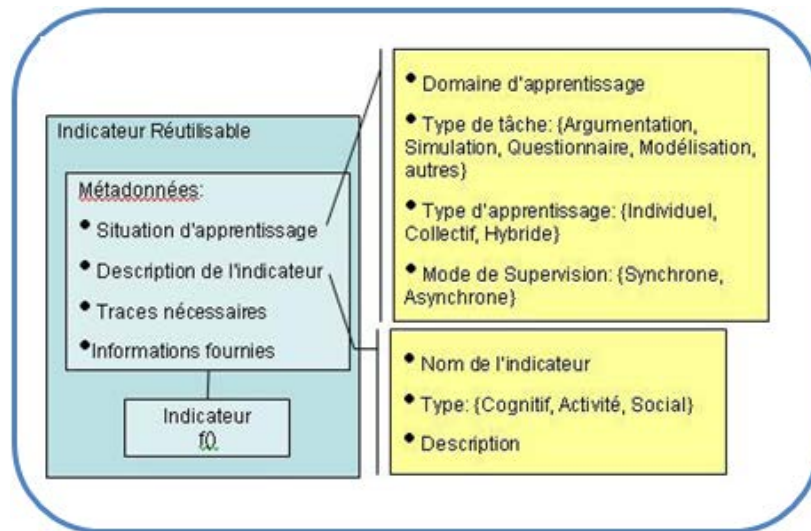 Indicateur Réutilisable
Métadonnées:
• Situation d'apprentissage
• Description de l'indicateur
• Traces nécessaires
•Informations fournies
Indicateur
f().
• Domaine d'apprentissage
• Type de tâche: {Argumentation,
Simulation, Questionnaire, Modélisation,
autres}
• Type d'apprentissage: {Individuel,
Collectif, Hybride}
• Mode de Supervision: {Synchrone,
Asynchrone}
• Nom de l'indicateur
• Type: {Cognitif, Activité, Social}
• Description